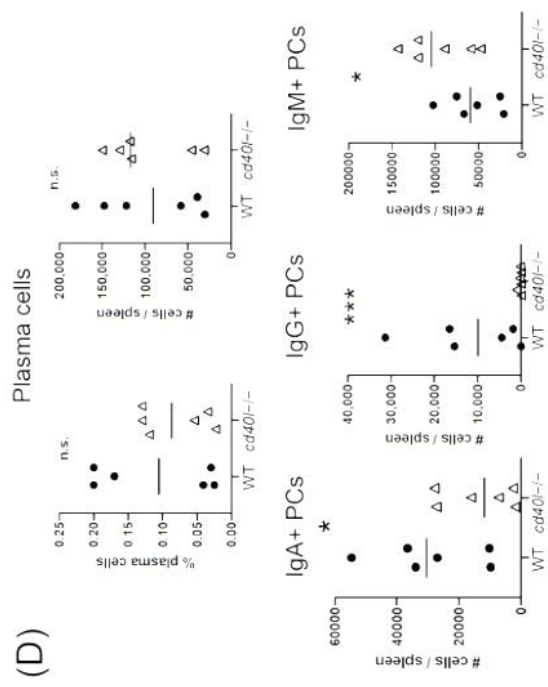 (D)
Plasma cells
n.s.
0.25
0.20
0.15
0.10
0.05
0.00
% plasma cells
WT cd40l−/−
n.s.
200,000
150,000
100,000
50,000
0
# cells / spleen
WT cd40l−/−
IgA+ PCs
*
60000
40000
20000
0
# cells / spleen
WT cd40l−/−
IgG+ PCs
***
40,000
30,000
20,000
10,000
0
# cells / spleen
WT cd40l−/−
IgM+ PCs
*
200000
150000
100000
50000
0
# cells / spleen
WT cd40l−/−